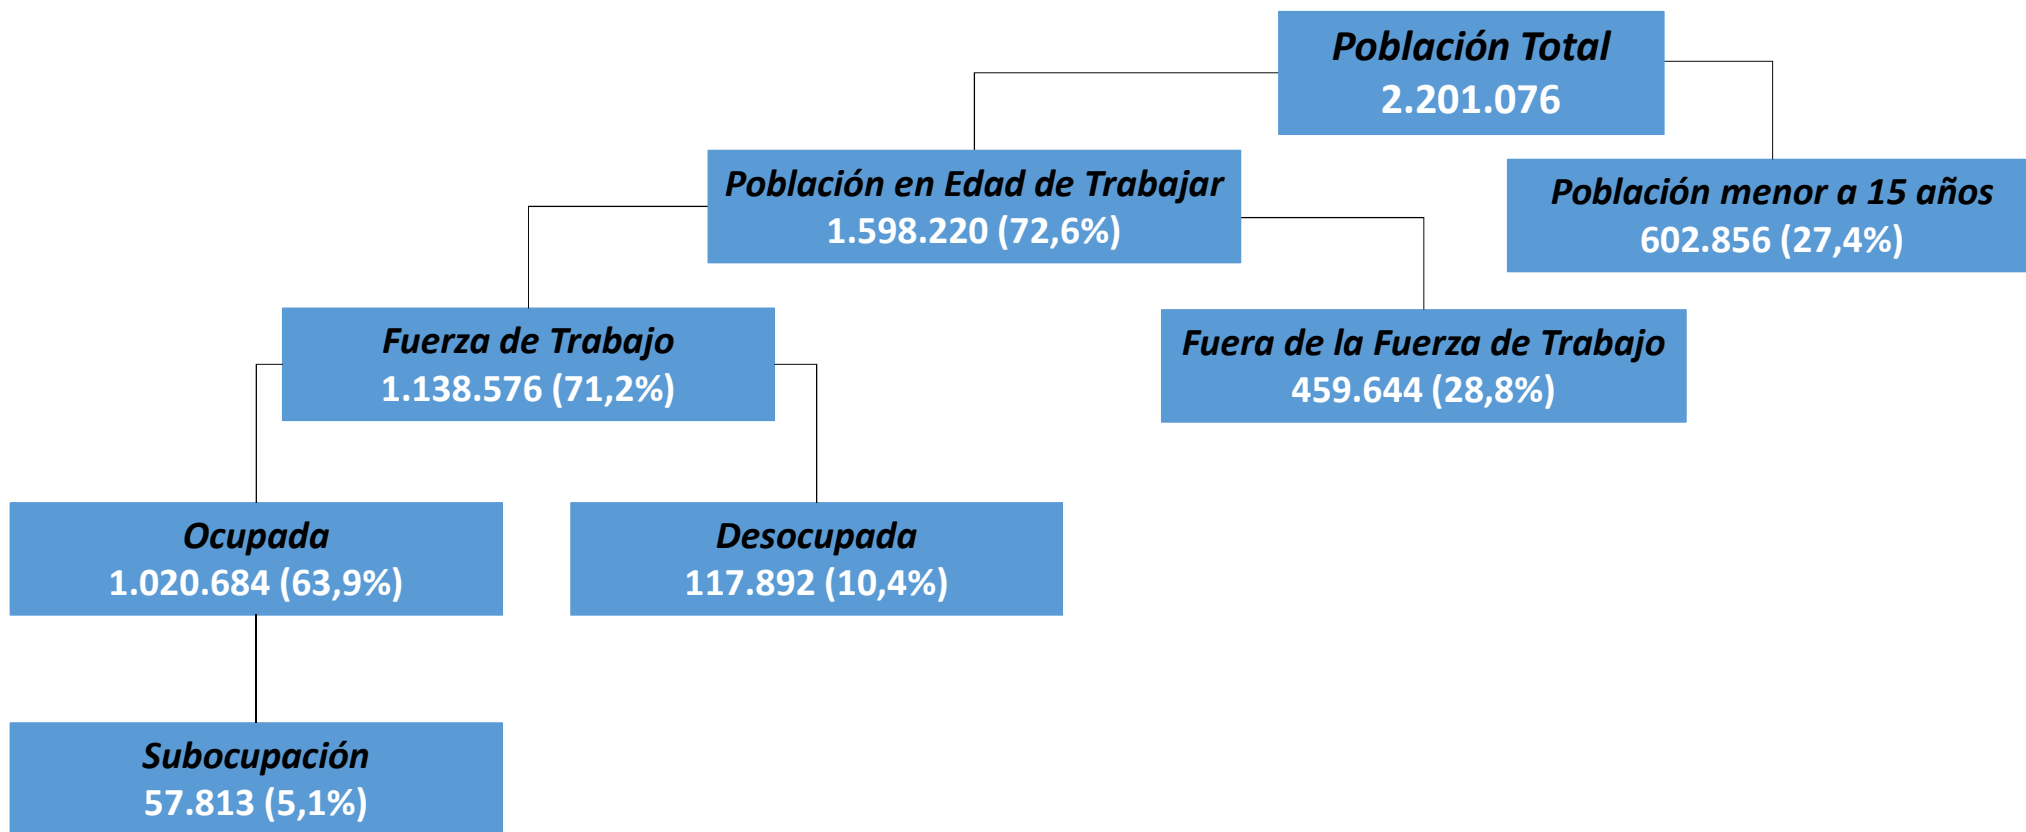 Población Total
2.201.076
Población en Edad de Trabajar
1.598.220 (72,6%)
Población menor a 15 años
602.856 (27,4%)
Fuerza de Trabajo
1.138.576 (71,2%)
Fuera de la Fuerza de Trabajo
459.644 (28,8%)
Ocupada
1.020.684 (63,9%)
Desocupada
117.892 (10,4%)
Subocupación
57.813 (5,1%)